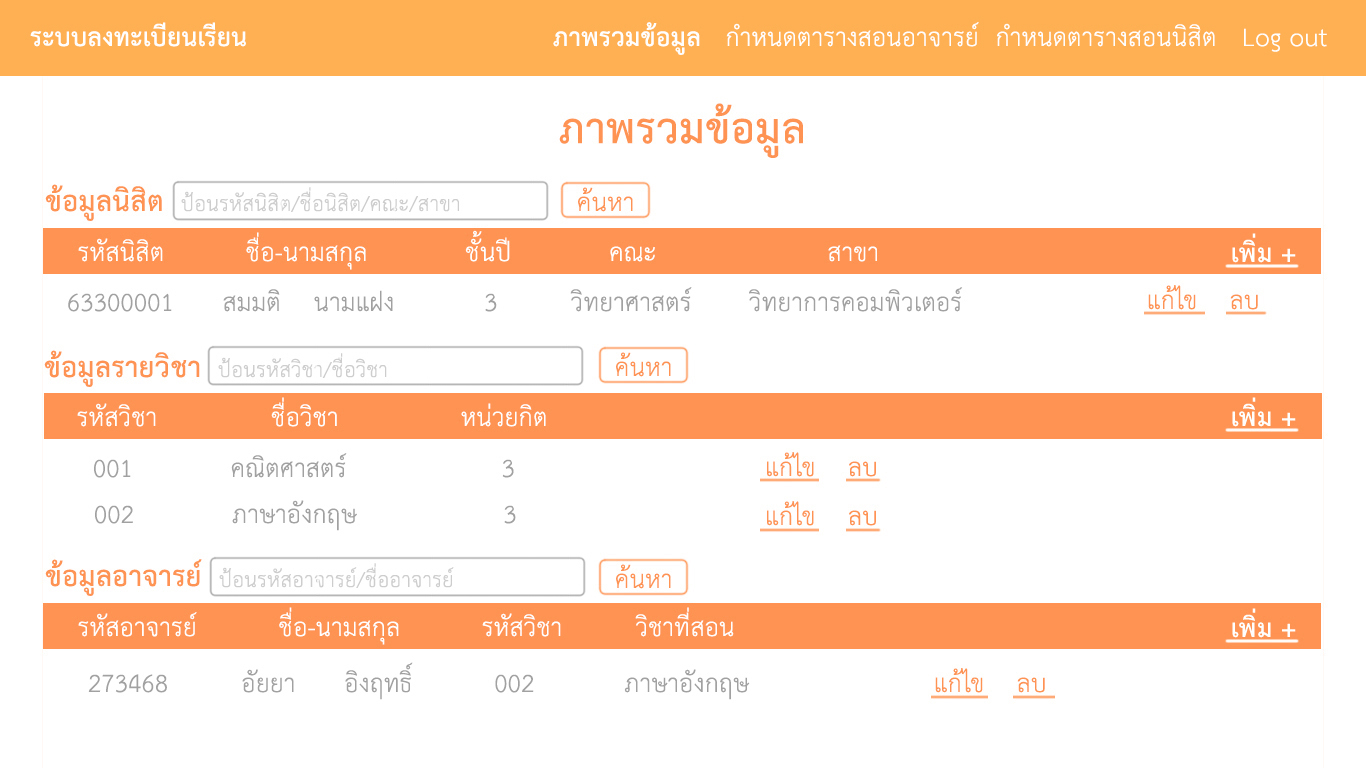 ระบบลงทะเบียนเรียน ภาพรวมข้อมูล กำหนดตารางสอนอาจารย์ กำหนดตารางสอนนิสิต Log out
ภาพรวมข้อมูล
ข้อมูลนิสิต ป้อนรหัสนิสิต/ชื่อนิสิต/คณะ/สาขา ค้นหา
รหัสนิสิต ชื่อ-นามสกุล ชั้นปี คณะ สาขา เพิ่ม +
63300001 สมมติ นามแฝง 3 วิทยาศาสตร์ วิทยาการคอมพิวเตอร์ แก้ไข ลบ
ข้อมูลรายวิชา ป้อนรหัสวิชา/ชื่อวิชา ค้นหา
รหัสวิชา ชื่อวิชา หน่วยกิต เพิ่ม +
001 คณิตศาสตร์ 3 แก้ไข ลบ
002 ภาษาอังกฤษ 3 แก้ไข ลบ
ข้อมูลอาจารย์ ป้อนรหัสอาจารย์/ชื่ออาจารย์ ค้นหา
รหัสอาจารย์ ชื่อ-นามสกุล รหัสวิชา วิชาที่สอน เพิ่ม +
273468 อัยยา อิงฤทธิ์ 002 ภาษาอังกฤษ แก้ไข ลบ